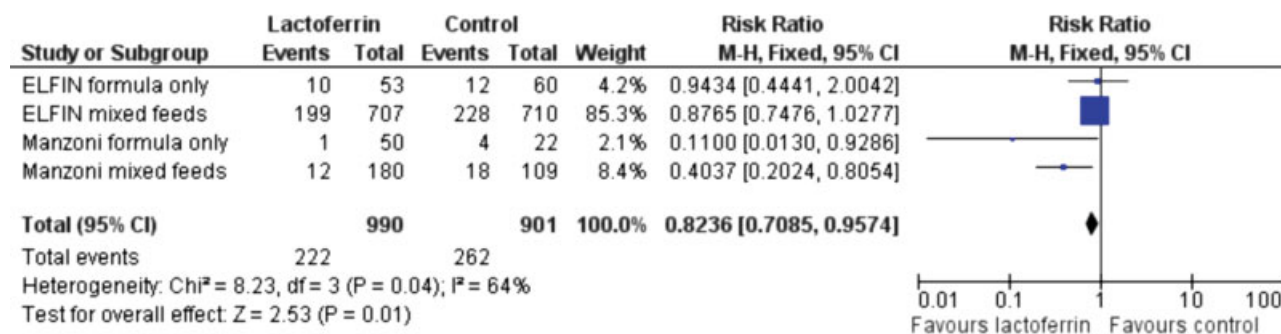 Lactoferrin Control Risk Ratio Risk Ratio
Study or Subgroup Events Total Events Total Weight M-H, Fixed, 95% CI M-H, Fixed, 95% CI
ELFIN formula only 10 53 12 60 4.2% 0.9434 [0.4441, 2.0042]
ELFIN mixed feeds 199 707 228 710 85.3% 0.8765 [0.7476, 1.0277]
Manzoni formula only 1 50 4 22 2.1% 0.1100 [0.0130, 0.9286]
Manzoni mixed feeds 12 180 18 109 8.4% 0.4037 [0.2024, 0.8054]
Total (95% CI) 990 901 100.0% 0.8236 [0.7085, 0.9574]
Total events 222 262
Heterogeneity: Chi² = 8.23, df = 3 (P = 0.04); I² = 64%
Test for overall effect: Z = 2.53 (P = 0.01)
0.01 0.1 1 10 100
Favours lactoferrin Favours control